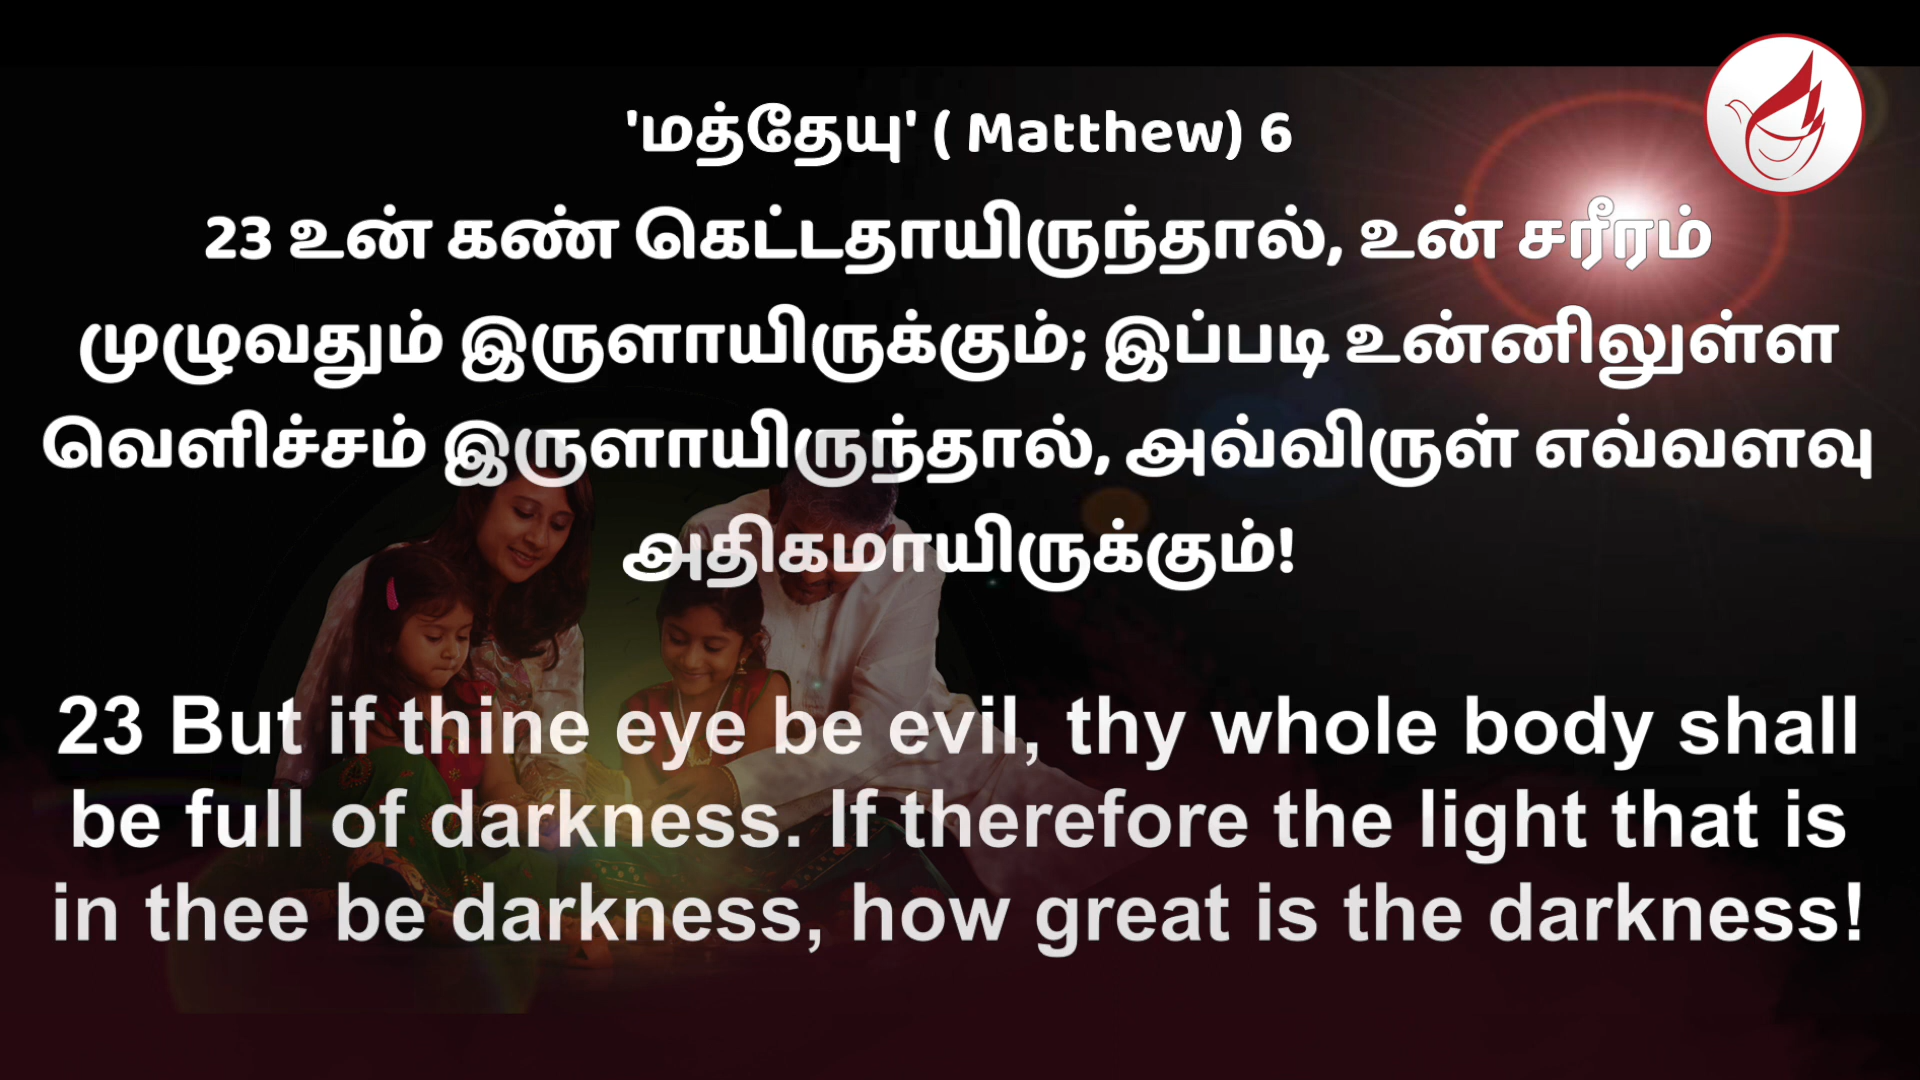 'மத்தேயு' ( Matthew) 6
23 உன் கண் கெட்டதாயிருந்தால், உன் சரீரம்
முழுவதும் இருளாயிருக்கும்; இப்படி உன்னிலுள்ள
வெளிச்சம் இருளாயிருந்தால், அவ்விருள் எவ்வளவு
அதிகமாயிருக்கும்!
23 But if thine eye be evil, thy whole body shall
be full of darkness. If therefore the light that is
in thee be darkness, how great is the darkness!